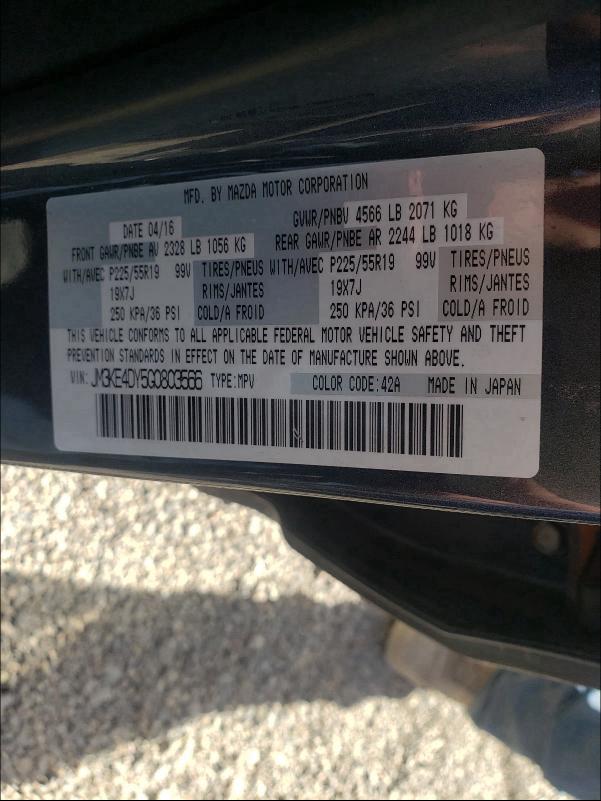 MFD. BY MAZDA MOTOR CORPORATION
DATE 04/16 GVWR/PNBV 4566 LB 2071 KG
FRONT GAWR/PNBE AV 2328 LB 1056 KG REAR GAWR/PNBE AR 2244 LB 1018 KG
WITH/AVEC P225/55R19 99V TIRES/PNEUS WITH/AVEC P225/55R19 99V TIRES/PNEUS
19X7J RIMS/JANTES 19X7J RIMS/JANTES
250 KPA/36 PSI COLD/A FROID 250 KPA/36 PSI COLD/A FROID
THIS VEHICLE CONFORMS TO ALL APPLICABLE FEDERAL MOTOR VEHICLE SAFETY AND THEFT
PREVENTION STANDARDS IN EFFECT ON THE DATE OF MANUFACTURE SHOWN ABOVE.
VIN: JM3KE4DY5G0803566 TYPE:MPV COLOR CODE:42A MADE IN JAPAN